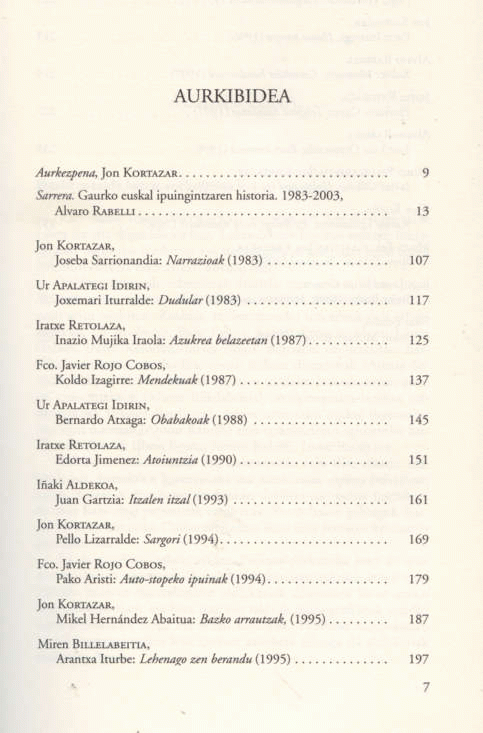 AURKIBIDEA
Aurkezpena, Jon KORTAZAR. . . . . . . . . . . . . . . . . . . . . . . . . . . . . . . 9
Sarrera. Gaurko euskal ipuingintzaren historia. 1983-2003,
Alvaro RABELLI . . . . . . . . . . . . . . . . . . . . . . . . . . . . . . . . . . . . . 13
Jon KORTAZAR,
Joseba Sarrionandia: Narrazioak (1983) . . . . . . . . . . . . . . . . . . 107
Ur APALATEGI IDIRIN,
Joxemari Iturralde: Dudular (1983) . . . . . . . . . . . . . . . . . . . . . 117
Iratxe RETOLAZA,
Inazio Mujika Iraola: Azukrea belazeetan (1987). . . . . . . . . . . . 125
Fco. Javier ROJO COBOS,
Koldo Izagirre: Mendekuak (1987) . . . . . . . . . . . . . . . . . . . . . . 137
Ur APALATEGI IDIRIN,
Bernardo Atxaga: Obabakoak (1988) . . . . . . . . . . . . . . . . . . . . 145
Iratxe RETOLAZA,
Edorta Jimenez: Atoiuntzia (1990) . . . . . . . . . . . . . . . . . . . . . . 151
Iñaki ALDEKOA,
Juan Gartzia: Itzalen itzal (1993) . . . . . . . . . . . . . . . . . . . . . . . 161
Jon KORTAZAR,
Pello Lizarralde: Sargori (1994). . . . . . . . . . . . . . . . . . . . . . . . . 169
Fco. Javier ROJO COBOS,
Pako Aristi: Auto-stopeko ipuinak (1994). . . . . . . . . . . . . . . . . . 179
Jon KORTAZAR,
Mikel Hernández Abaitua: Bazko arrautzak, (1995) . . . . . . . . . 187
Miren BILLELABEITIA,
Arantxa Iturbe: Lehenago zen berandu (1995) . . . . . . . . . . . . . . 197
7